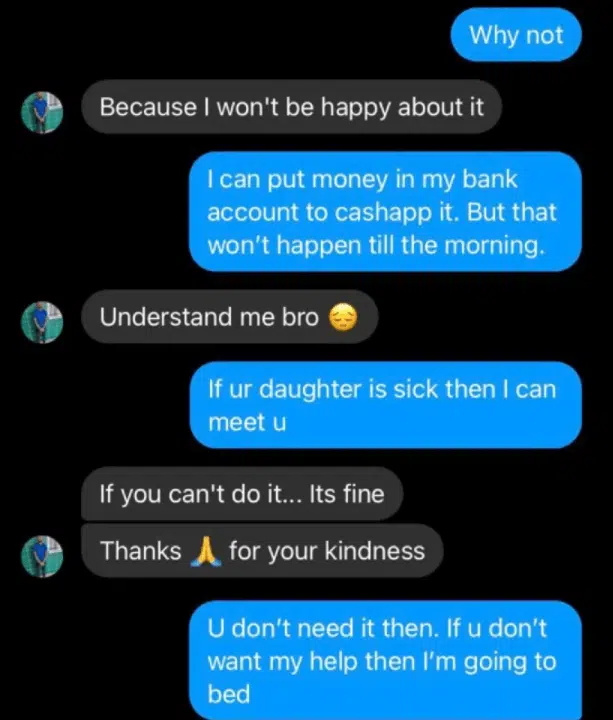 Why not
Because I won't be happy about it
I can put money in my bank
account to cashapp it. But that
won't happen till the morning.
Understand me bro 😔
If ur daughter is sick then I can
meet u
If you can't do it... Its fine
Thanks 🙏 for your kindness
U don't need it then. If u don't
want my help then I'm going to
bed